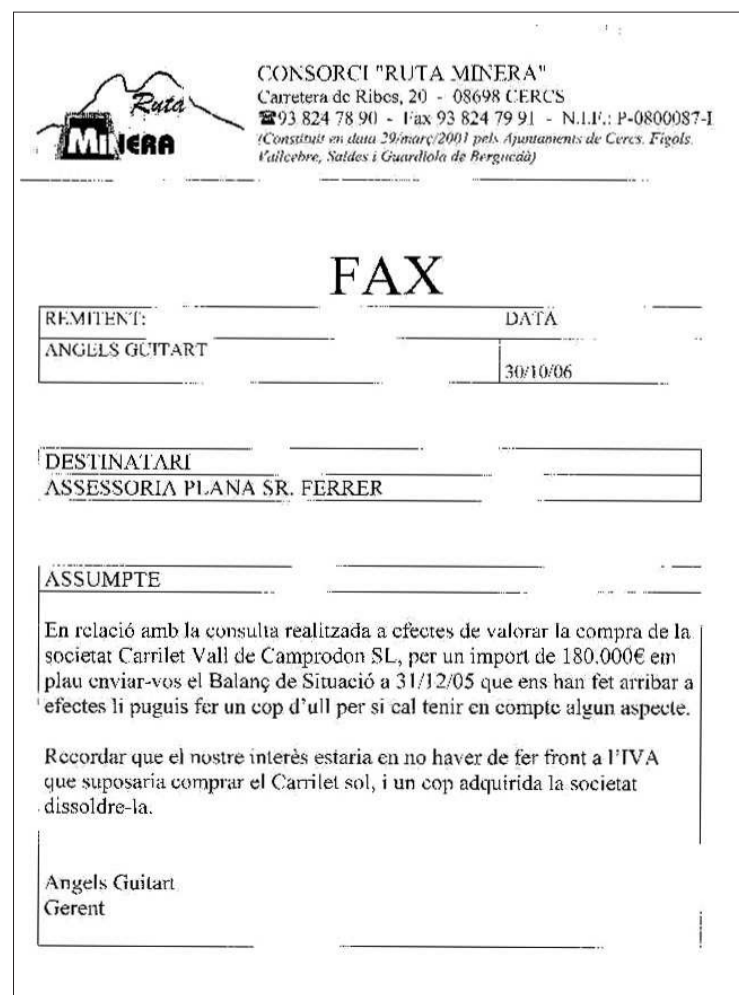 Ruta
MINERA
CONSORCI "RUTA MINERA"
Carretera de Ribes, 20 - 08698 CERCS
☎93 824 78 90 - Fax 93 824 79 91 - N.I.F.: P-0800087-I
(Constituït en data 29/març/2001 pels Ajuntaments de Cercs, Fígols,
Vallcebre, Saldes i Guardiola de Berguedà)
FAX
REMITENT: DATA
ANGELS GUITART
30/10/06
DESTINATARI
ASSESSORIA PLANA SR. FERRER
ASSUMPTE
En relació amb la consulta realitzada a efectes de valorar la compra de la
societat Carrilet Vall de Camprodon SL, per un import de 180.000€ em
plau enviar-vos el Balanç de Situació a 31/12/05 que ens han fet arribar a
efectes li puguis fer un cop d'ull per si cal tenir en compte algun aspecte.
Recordar que el nostre interès estaria en no haver de fer front a l'IVA
que suposaria comprar el Carrilet sol, i un cop adquirida la societat
dissoldre-la.
Angels Guitart
Gerent